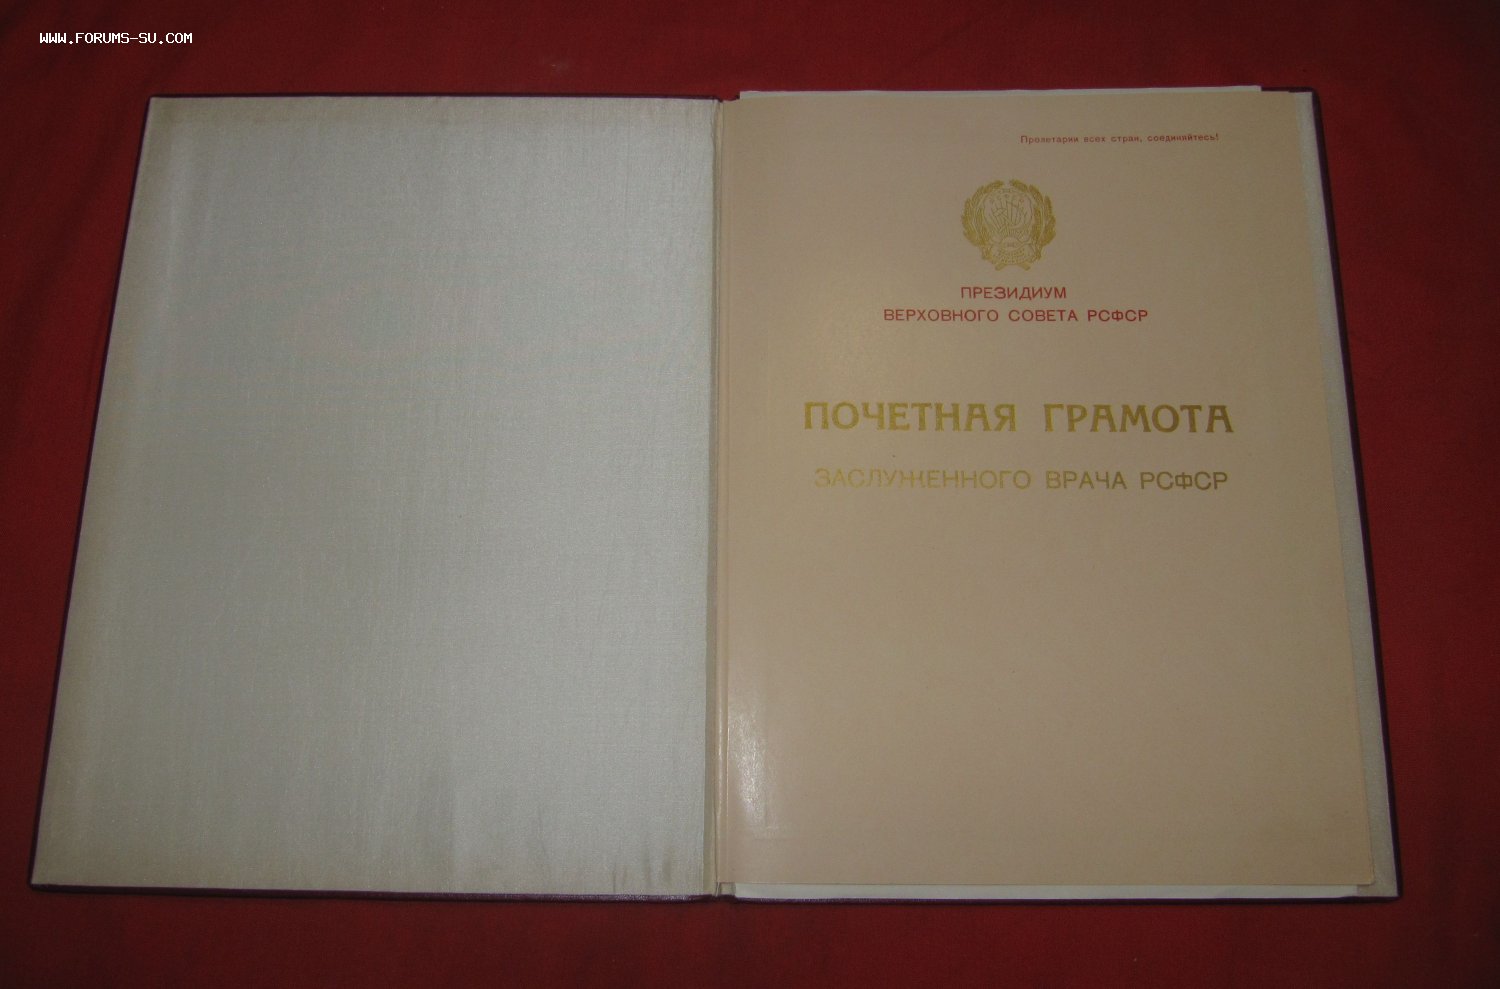 WWW.FORUMS-SU.COM
Пролетарии всех стран, соединяйтесь!
ПРЕЗИДИУМ
ВЕРХОВНОГО СОВЕТА РСФСР
ПОЧЕТНАЯ ГРАМОТА
ЗАСЛУЖЕННОГО ВРАЧА РСФСР